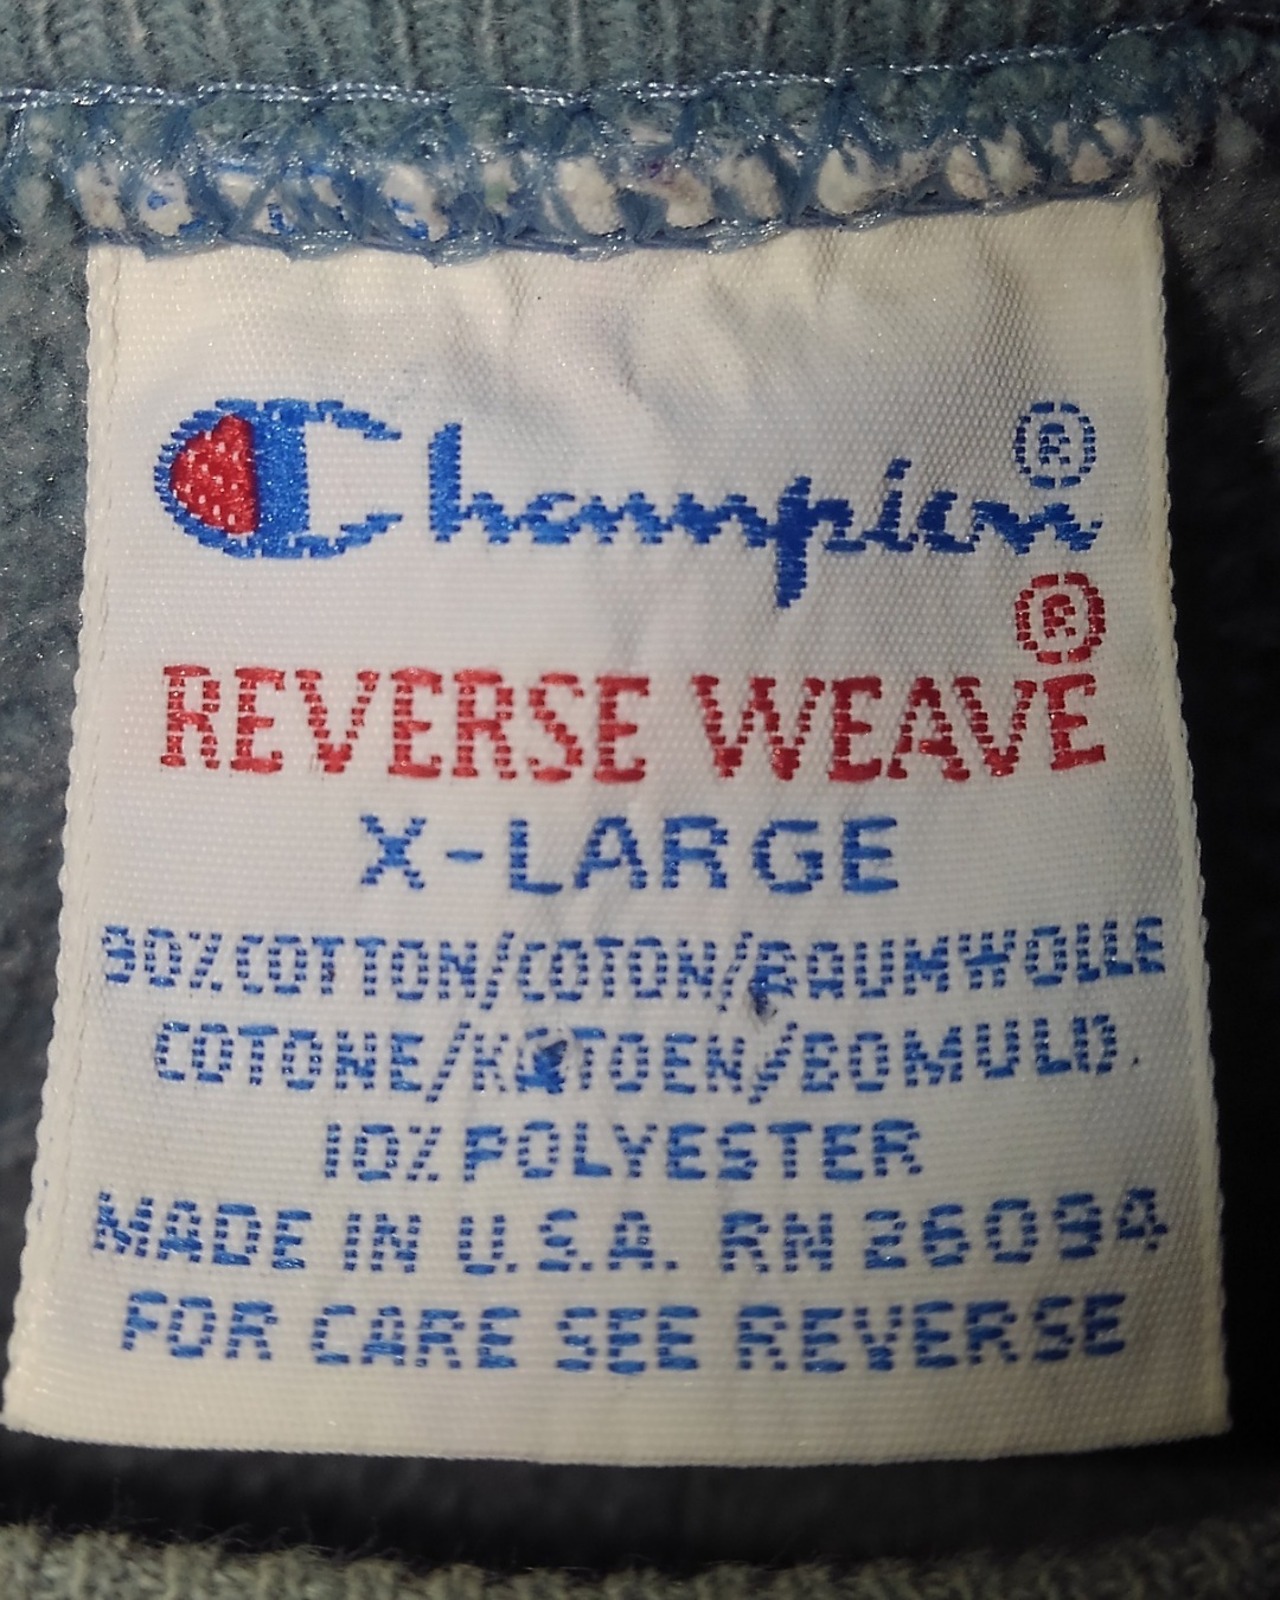 Champion®
REVERSE WEAVE®
X-LARGE
90% COTTON/COTON/BAUMWOLLE
COTONE/KATOEN/BOMULD.
10% POLYESTER
MADE IN U.S.A. RN 26094
FOR CARE SEE REVERSE